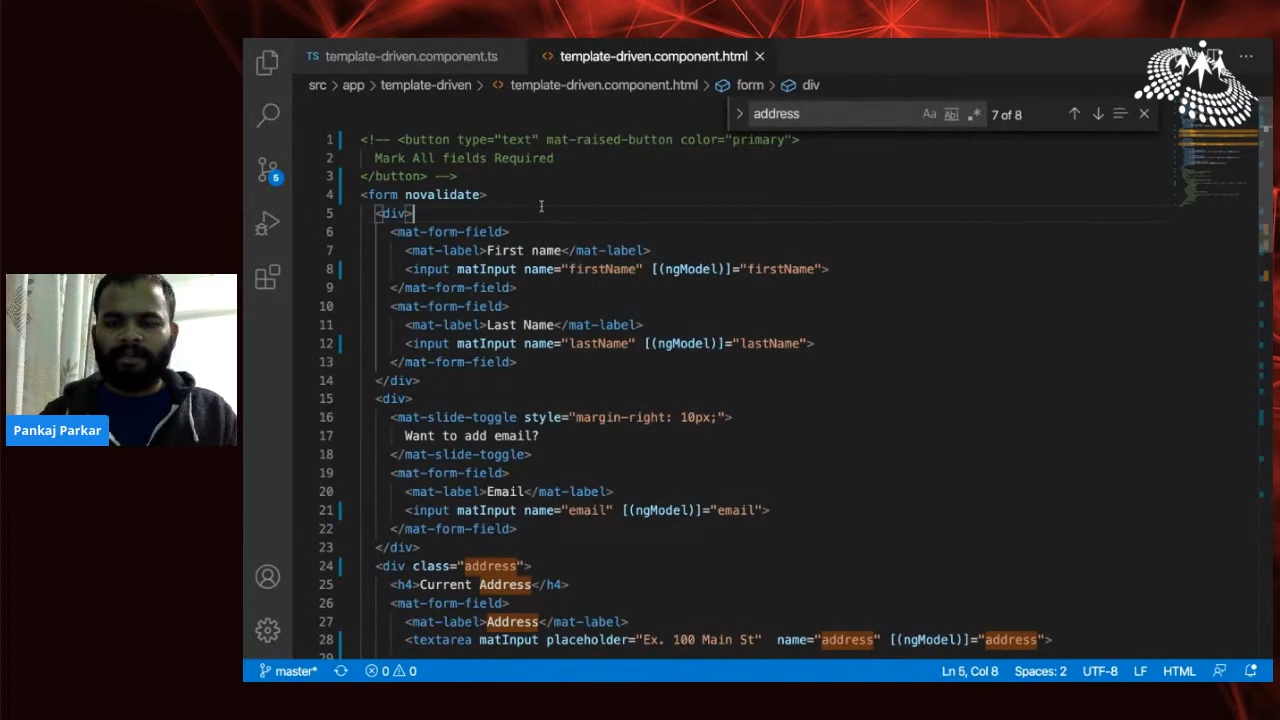 TS template-driven.component.ts
<> template-driven.component.html
src > app > template-driven > <> template-driven.component.html > form > div
address
Aa Abl .* 7 of 8
1 <!-- <button type="text" mat-raised-button color="primary">
2 Mark All fields Required
3 </button> -->
4 <form novalidate>
5 <div>
6 <mat-form-field>
7 <mat-label>First name</mat-label>
8 <input matInput name="firstName" [(ngModel)]="firstName">
9 </mat-form-field>
10 <mat-form-field>
11 <mat-label>Last Name</mat-label>
12 <input matInput name="lastName" [(ngModel)]="lastName">
13 </mat-form-field>
14 </div>
15 <div>
16 <mat-slide-toggle style="margin-right: 10px;">
17 Want to add email?
18 </mat-slide-toggle>
19 <mat-form-field>
20 <mat-label>Email</mat-label>
21 <input matInput name="email" [(ngModel)]="email">
22 </mat-form-field>
23 </div>
24 <div class="address">
25 <h4>Current Address</h4>
26 <mat-form-field>
27 <mat-label>Address</mat-label>
28 <textarea matInput placeholder="Ex. 100 Main St" name="address" [(ngModel)]="address">
29
5
Pankaj Parkar
master* 0 0
Ln 5, Col 8 Spaces: 2 UTF-8 LF HTML